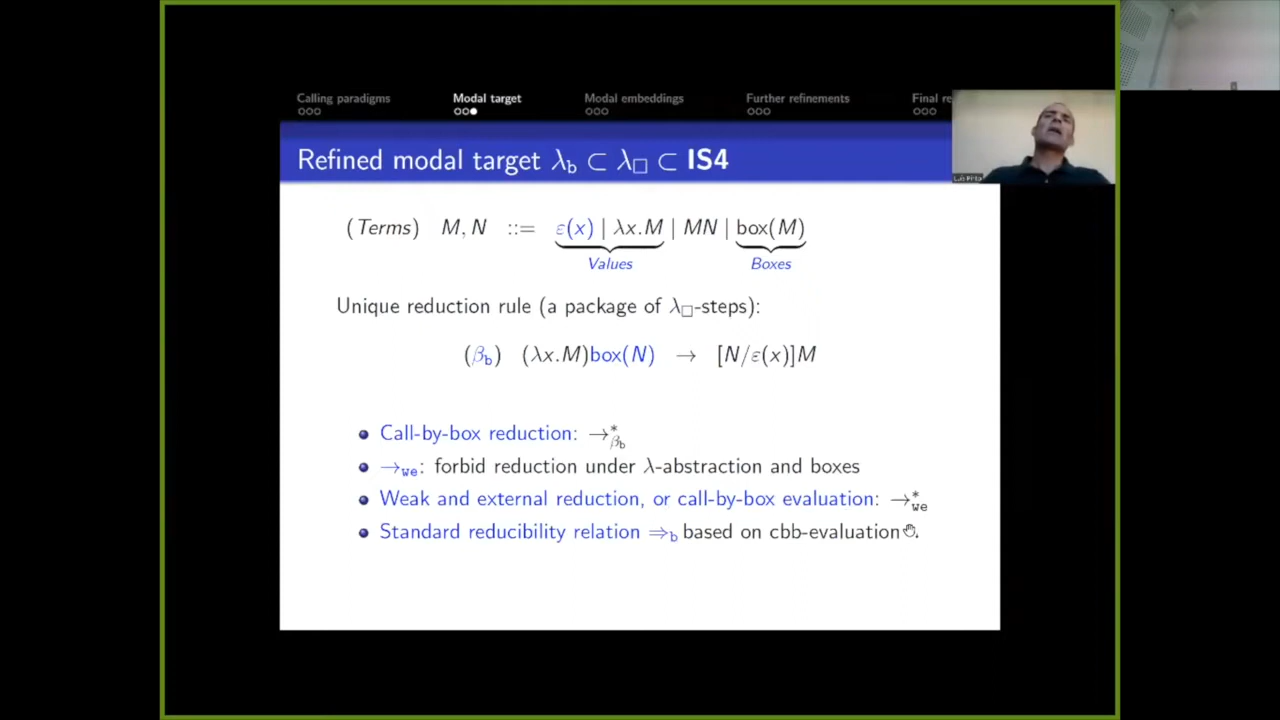 Calling paradigms Modal target Modal embeddings Further refinements Final re
Refined modal target λ_b ⊂ λ_□ ⊂ IS4
(Terms) M, N ::= ε(x) | λx.M | MN | box(M)
Values Boxes
Unique reduction rule (a package of λ_□-steps):
(β_b) (λx.M)box(N) → [N/ε(x)]M
Call-by-box reduction: →*_{β_b}
→_we: forbid reduction under λ-abstraction and boxes
Weak and external reduction, or call-by-box evaluation: →*_we
Standard reducibility relation ⇒_b based on cbb-evaluation.